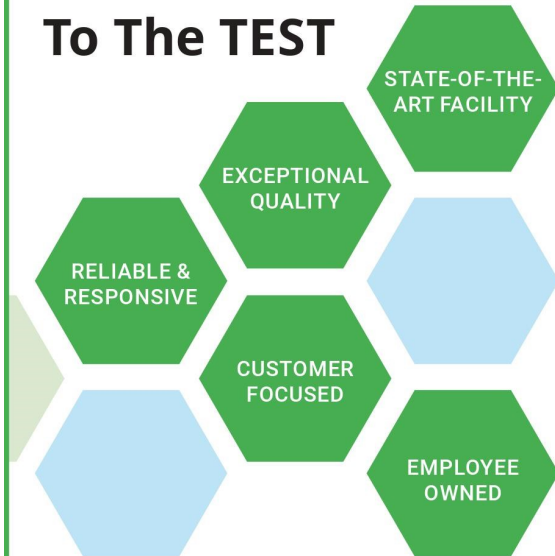 To The TEST
STATE-OF-THE-
ART FACILITY
EXCEPTIONAL
QUALITY
RELIABLE &
RESPONSIVE
CUSTOMER
FOCUSED
EMPLOYEE
OWNED